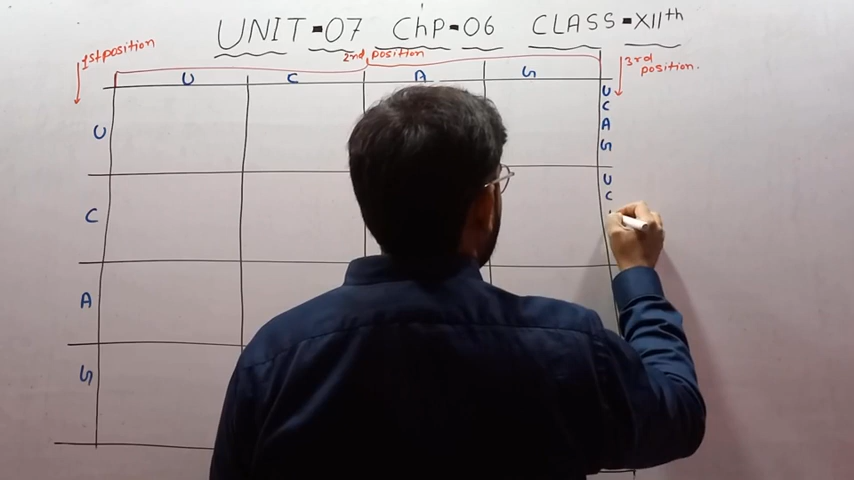 UNIT-07 ChP-06 CLASS-XIIth
1st position
2nd position
3rd
position.
U C A G
U
C
A
G
U
C
A
G
U
C